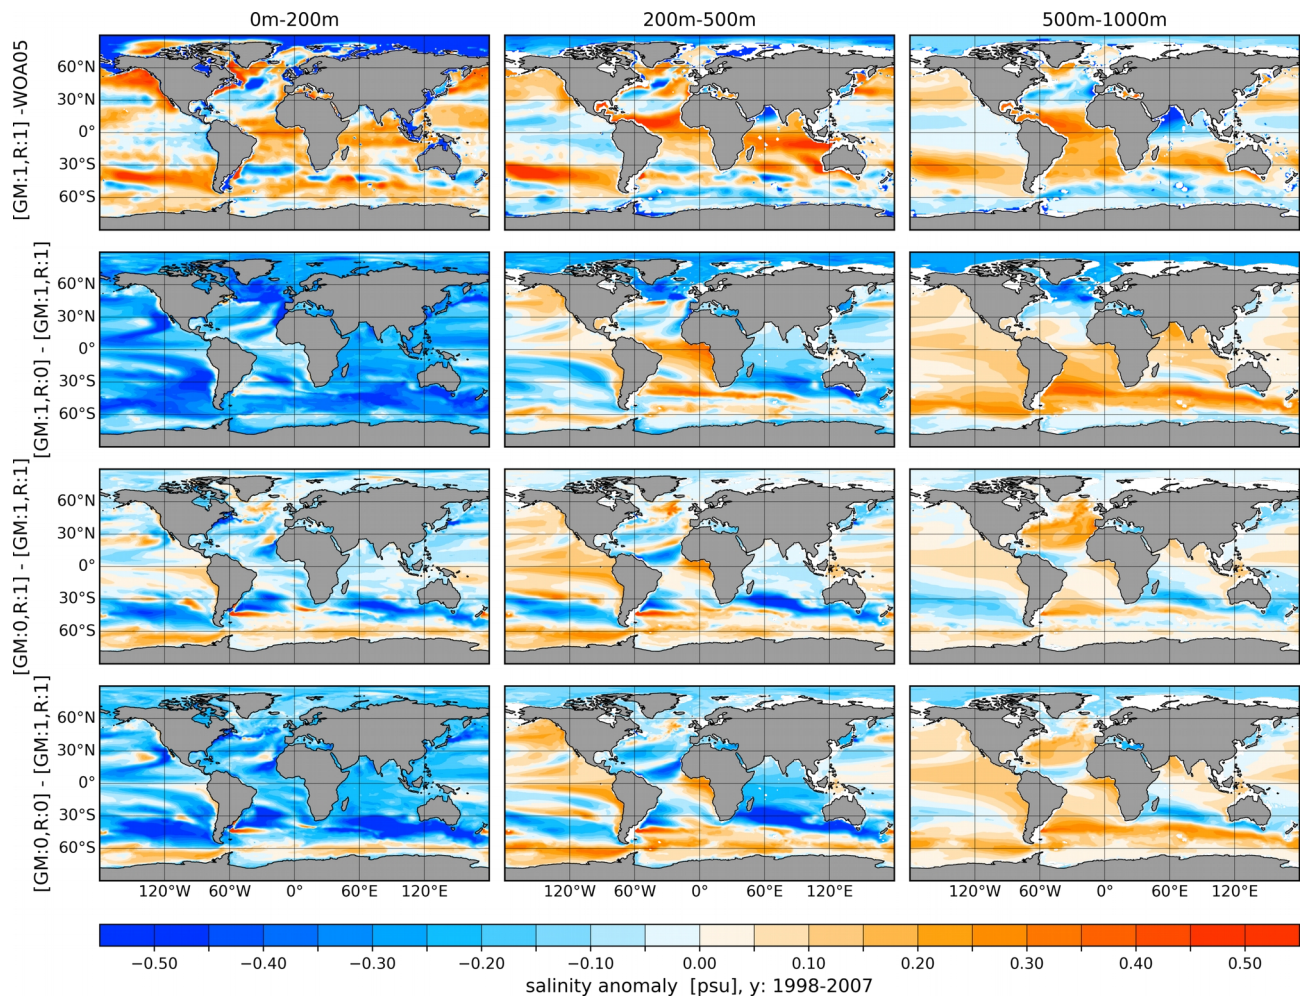 0m-200m 200m-500m 500m-1000m
[GM:1,R:1] -WOA05
60°N
30°N
0°
30°S
60°S
[GM:1,R:0] - [GM:1,R:1]
60°N
30°N
0°
30°S
60°S
[GM:0,R:1] - [GM:1,R:1]
60°N
30°N
0°
30°S
60°S
[GM:0,R:0] - [GM:1,R:1]
60°N
30°N
0°
30°S
60°S
120°W 60°W 0° 60°E 120°E 120°W 60°W 0° 60°E 120°E 120°W 60°W 0° 60°E 120°E
−0.50 −0.40 −0.30 −0.20 −0.10 0.00 0.10 0.20 0.30 0.40 0.50
salinity anomaly [psu], y: 1998-2007